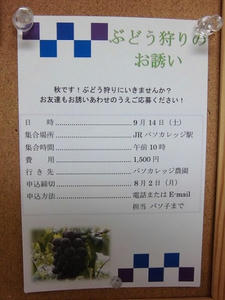 ぶどう狩りの
お誘い
秋です！ぶどう狩りにいきませんか？
お友達もお誘いあわせのうえご応募ください！
日　時 9月14日（土）
集合場所 JR パソカレッジ駅
集合時間 午前10時
費　用 1,500円
行き先 パソカレッジ農園
申込締切 8月2日（月）
申込方法 電話またはE-mail
担当 パソ子まで